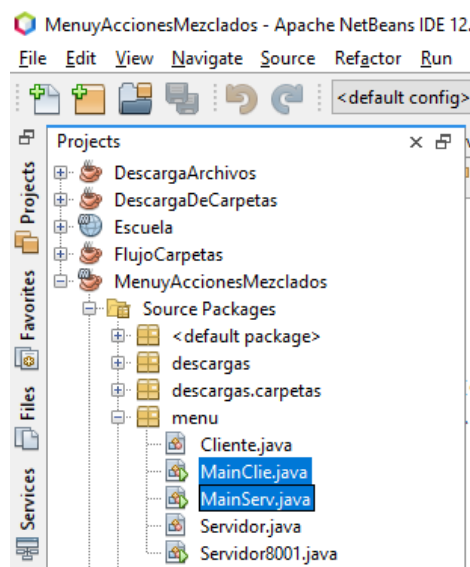 MenuyAccionesMezclados - Apache NetBeans IDE 12.
File Edit View Navigate Source Refactor Run
<default config>
Projects
DescargaArchivos
DescargaDeCarpetas
Escuela
FlujoCarpetas
MenuyAccionesMezclados
Source Packages
<default package>
descargas
descargas.carpetas
menu
Cliente.java
MainClie.java
MainServ.java
Servidor.java
Servidor8001.java
Projects
Favorites
Files
Services